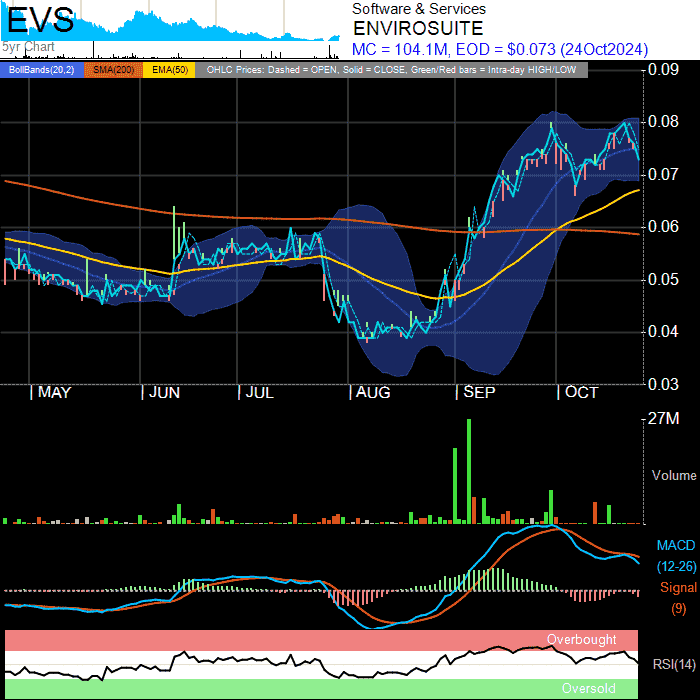 EVS
5yr Chart
Software & Services
ENVIROSUITE
MC = 104.1M, EOD = $0.073 (24Oct2024)
BollBands(20,2) SMA(200) EMA(50) OHLC Prices: Dashed = OPEN, Solid = CLOSE, Green/Red bars = Intra-day HIGH/LOW
0.09
0.08
0.07
0.06
0.05
0.04
0.03
MAY JUN JUL AUG SEP OCT
27M
Volume
MACD
(12-26)
Signal
(9)
Overbought
RSI(14)
Oversold